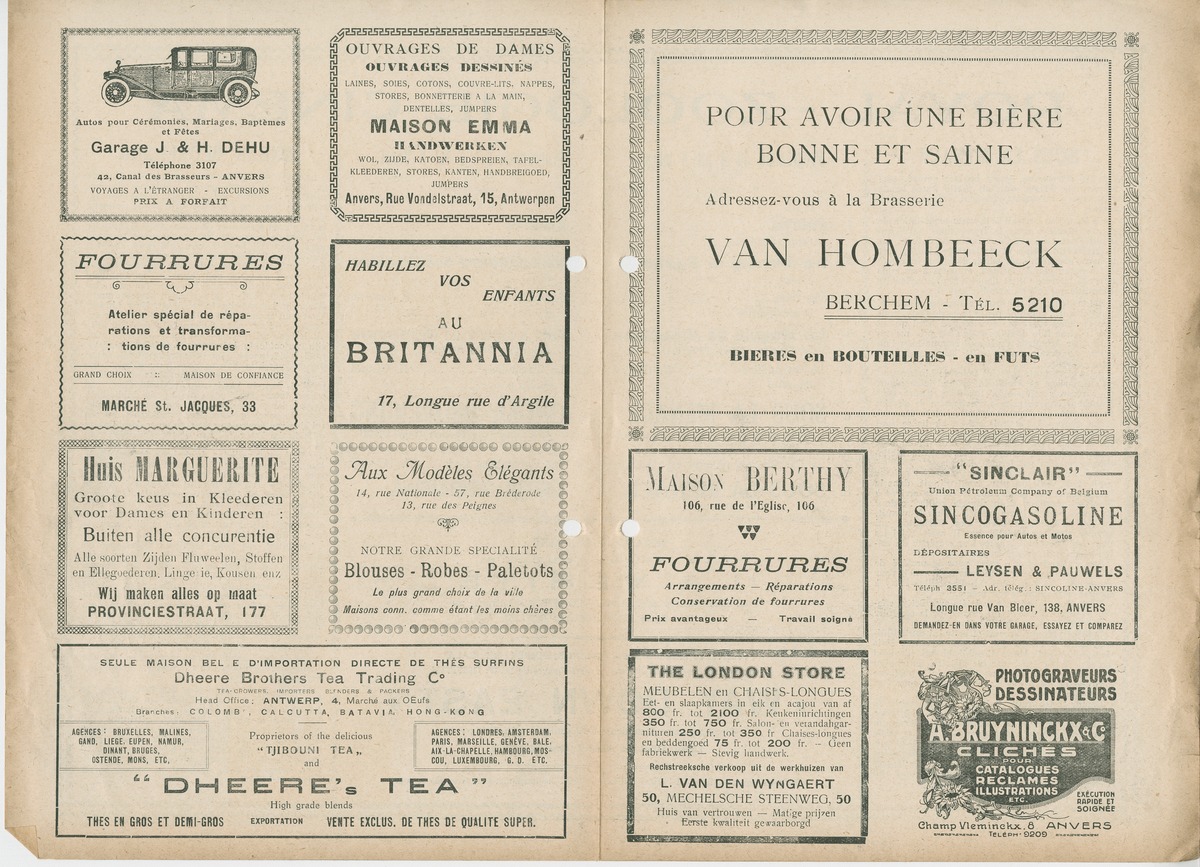 Autos pour Cérémonies, Mariages, Baptèmes
et Fêtes
Garage J. & H. DEHU
Téléphone 3107
42, Canal des Brasseurs - ANVERS
VOYAGES A L'ÉTRANGER - EXCURSIONS
PRIX A FORFAIT
OUVRAGES DE DAMES
OUVRAGES DESSINÉS
LAINES, SOIES, COTONS, COUVRE-LITS, NAPPES,
STORES, BONNETTERIE A LA MAIN,
DENTELLES, JUMPERS
MAISON EMMA
HANDWERKEN
WOL, ZIJDE, KATOEN, BEDSPREIEN, TAFEL-
KLEEDEREN, STORES, KANTEN, HANDBREIGOED,
JUMPERS
Anvers, Rue Vondelstraat, 15, Antwerpen
FOURRURES
Atelier spécial de répa-
rations et transforma-
: tions de fourrures :
GRAND CHOIX :: MAISON DE CONFIANCE
MARCHÉ St. JACQUES, 33
HABILLEZ
VOS
ENFANTS
AU
BRITANNIA
17, Longue rue d'Argile
Huis MARGUERITE
Groote keus in Kleederen
voor Dames en Kinderen :
Buiten alle concurentie
Alle soorten Zijden Fluweelen, Stoffen
en Ellegoederen, Linge ie, Kousen enz
Wij maken alles op maat
PROVINCIESTRAAT, 177
Aux Modèles Elégants
14, rue Nationale - 57, rue Bréderode
13, rue des Peignes
NOTRE GRANDE SPECIALITÉ
Blouses - Robes - Paletots
Le plus grand choix de la ville
Maisons conn. comme étant les moins chères
SEULE MAISON BEL E D'IMPORTATION DIRECTE DE THÉS SURFINS
Dheere Brothers Tea Trading Co
TEA-GROWERS, IMPORTERS BLENDERS & PACKERS
Head Office: ANTWERP, 4, Marché aux OEufs
Branches: COLOMB, CALCUTTA, BATAVIA HONG-KONG
AGENCES: BRUXELLES, MALINES,
GAND, LIEGE, EUPEN, NAMUR,
DINANT, BRUGES,
OSTENDE, MONS, ETC,
Proprietors of the delicious
"TJIBOUNI TEA,,
and
AGENCES: LONDRES, AMSTERDAM,
PARIS, MARSEILLE, GENÈVE, BALE,
AIX-LA-CHAPELLE, HAMBOURG, MOS-
COU, LUXEMBOURG, G. D. ETC.
"DHEERE's TEA"
High grade blends
THÉS EN GROS ET DEMI-GROS EXPORTATION VENTE EXCLUS. DE THES DE QUALITE SUPER.
POUR AVOIR UNE BIÈRE
BONNE ET SAINE
Adressez-vous à la Brasserie
VAN HOMBEECK
BERCHEM - TÉL. 5210
BIERES en BOUTEILLES - en FUTS
MAISON BERTHY
106, rue de l'Eglise, 106
FOURRURES
Arrangements — Réparations
Conservation de fourrures
Prix avantageux — Travail soigné
"SINCLAIR"
Union Pétroleum Company of Belgium
SINCOGASOLINE
Essence pour Autos et Motos
DÉPOSITAIRES
LEYSEN & PAUWELS
Téléph 3551 - Adr. télég.: SINCOLINE-ANVERS
Longue rue Van Bloer, 138, ANVERS
DEMANDEZ-EN DANS VOTRE GARAGE, ESSAYEZ ET COMPAREZ
THE LONDON STORE
MEUBELEN en CHAISES-LONGUES
Eet- en slaapkamers in eik en acajou van af
800 fr. tot 2100 fr. Keukeninrichtingen
350 fr. tot 750 fr. Salon- en verandahgar-
nituren 250 fr. tot 350 fr Chaises-longues
en beddengoed 75 fr. tot 200 fr. — Geen
fabriekwerk — Stevig handwerk.
Rechstreeksche verkoop uit de werkhuizen van
L. VAN DEN WYNGAERT
50, MECHELSCHE STEENWEG, 50
Huis van vertrouwen — Matige prijzen
Eerste kwaliteit gewaarborgd
PHOTOGRAVEURS
DESSINATEURS
A. BRUYNINCKX & C°
CLICHÉS
POUR
CATALOGUES
RÉCLAMES
ILLUSTRATIONS
ETC.
EXÉCUTION
RAPIDE ET
SOIGNÉE
Champ Vleminckx, 8 ANVERS
TELÉPH· 9209